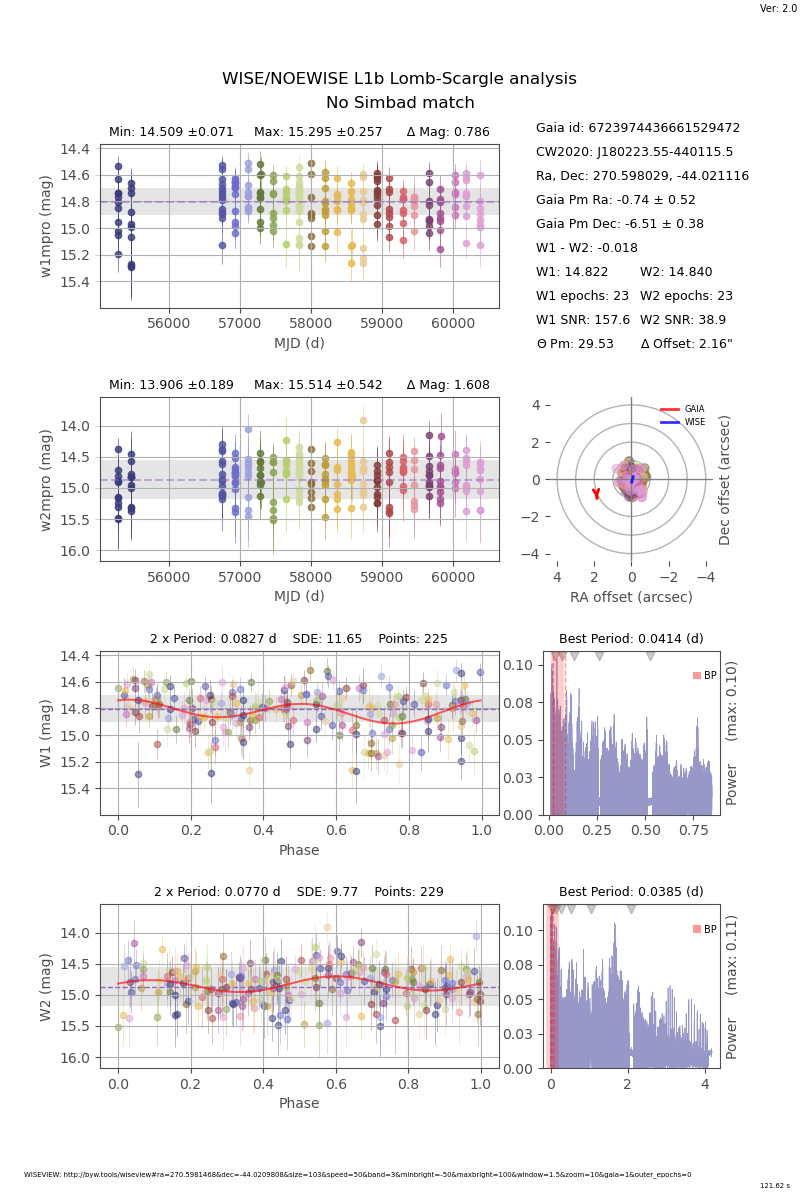 Ver: 2.0
WISE/NOEWISE L1b Lomb-Scargle analysis
No Simbad match
Min: 14.509 ±0.071 Max: 15.295 ±0.257 Δ Mag: 0.786
14.4
14.6
14.8
15.0
15.2
15.4
w1mpro (mag)
56000 57000 58000 59000 60000
MJD (d)
Gaia id: 6723974436661529472
CW2020: J180223.55-440115.5
Ra, Dec: 270.598029, -44.021116
Gaia Pm Ra: -0.74 ± 0.52
Gaia Pm Dec: -6.51 ± 0.38
W1 - W2: -0.018
W1: 14.822 W2: 14.840
W1 epochs: 23 W2 epochs: 23
W1 SNR: 157.6 W2 SNR: 38.9
Θ Pm: 29.53 Δ Offset: 2.16"
Min: 13.906 ±0.189 Max: 15.514 ±0.542 Δ Mag: 1.608
14.0
14.5
15.0
15.5
16.0
w2mpro (mag)
56000 57000 58000 59000 60000
MJD (d)
GAIA
WISE
4
2
0
−2
−4
4 2 0 −2 −4
RA offset (arcsec)
Dec offset (arcsec)
2 x Period: 0.0827 d SDE: 11.65 Points: 225
14.4
14.6
14.8
15.0
15.2
15.4
W1 (mag)
0.0 0.2 0.4 0.6 0.8 1.0
Phase
Best Period: 0.0414 (d)
BP
0.10
0.08
0.05
0.03
0.00
0.00 0.25 0.50 0.75
Power (max: 0.10)
2 x Period: 0.0770 d SDE: 9.77 Points: 229
14.0
14.5
15.0
15.5
16.0
W2 (mag)
0.0 0.2 0.4 0.6 0.8 1.0
Phase
Best Period: 0.0385 (d)
BP
0.10
0.08
0.05
0.03
0.00
0 2 4
Power (max: 0.11)
WISEVIEW: http://byw.tools/wiseview#ra=270.5981468&dec=-44.0209808&size=103&speed=50&band=3&minbright=-50&maxbright=100&window=1.5&zoom=10&gaia=1&outer_epochs=0
121.62 s